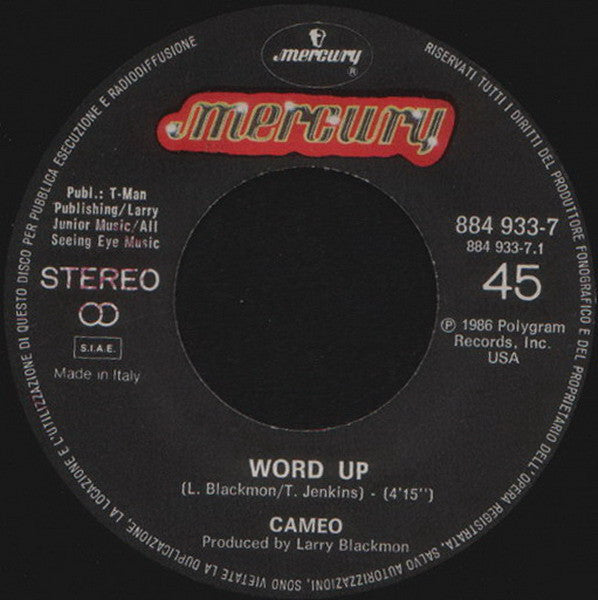 mercury
®
mercury
RISERVATI TUTTI I DIRITTI DEL PRODUTTORE FONOGRAFICO E DEL PROPRIETARIO DELL'OPERA REGISTRATA, SALVO AUTORIZZAZIONI, SONO VIETATE LA DUPLICAZIONE, LA LOCAZIONE E L'UTILIZZAZIONE DI QUESTO DISCO PER PUBBLICA ESECUZIONE E RADIODIFFUSIONE
Publ.: T-Man
Publishing/Larry
Junior Music/All
Seeing Eye Music
STEREO
S.I.A.E.
Made in Italy
884 933-7
884 933-7.1
45
℗ 1986 Polygram
Records, Inc.
USA
WORD UP
(L. Blackmon/T. Jenkins) - (4'15'')
CAMEO
Produced by Larry Blackmon